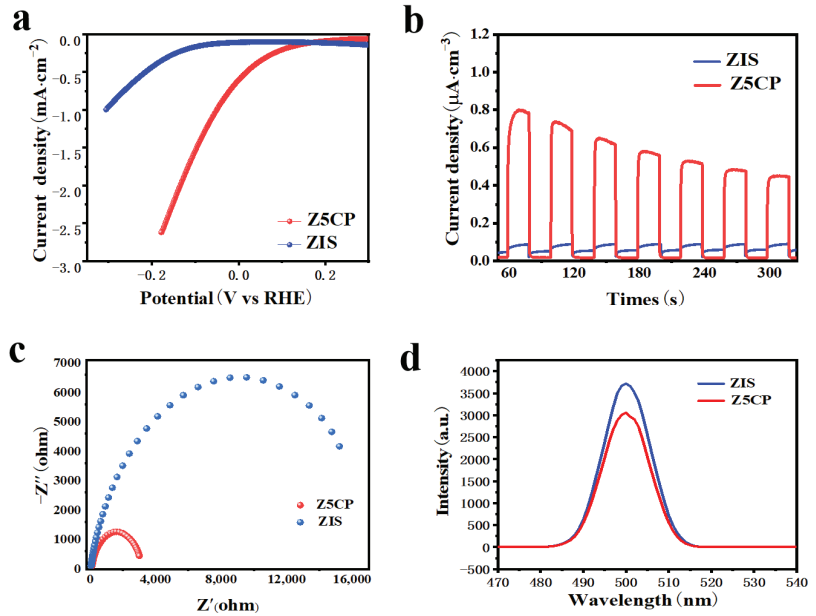 a
0.0
−0.5
−1.0
−1.5
−2.0
−2.5
−3.0
−0.2
0.0
0.2
Current density (mA·cm⁻²)
Potential (V vs RHE)
Z5CP
ZIS
b
1.2
1.0
0.8
0.6
0.4
0.2
0.0
60
120
180
240
300
Current density (μA·cm⁻³)
Times (s)
ZIS
Z5CP
c
7000
6000
5000
4000
3000
2000
1000
0
0
4,000
8,000
12,000
16,000
−Z″ (ohm)
Z′(ohm)
Z5CP
ZIS
d
4000
3500
3000
2500
2000
1500
1000
500
0
−500
470
480
490
500
510
520
530
540
Intensity (a.u.)
Wavelength (nm)
ZIS
Z5CP